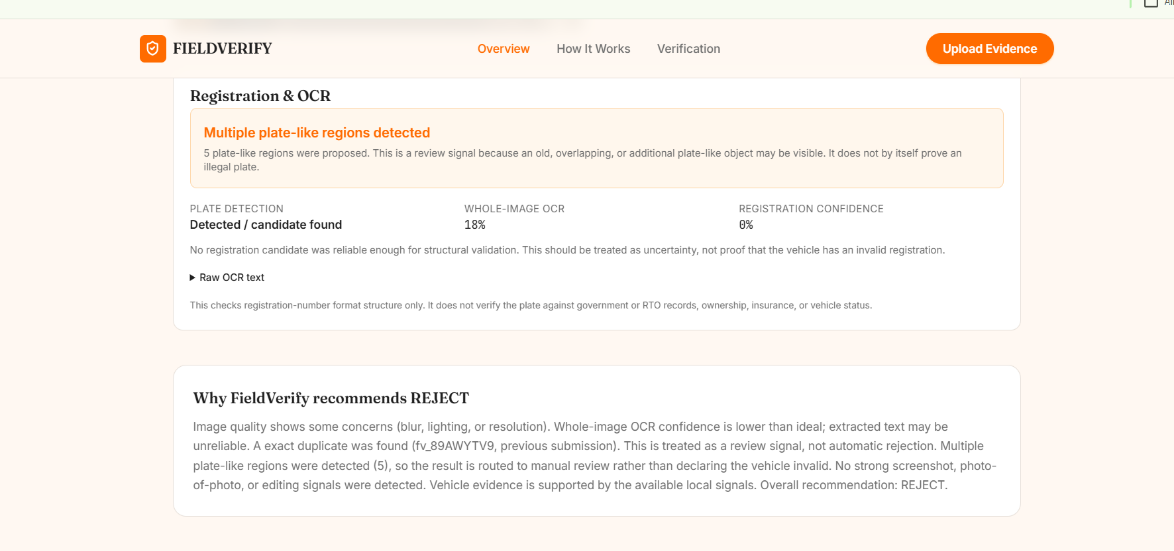 FIELDVERIFY
Overview
How It Works
Verification
Upload Evidence
Registration & OCR
Multiple plate-like regions detected
5 plate-like regions were proposed. This is a review signal because an old, overlapping, or additional plate-like object may be visible. It does not by itself prove an
illegal plate.
PLATE DETECTION
Detected / candidate found
WHOLE-IMAGE OCR
18%
REGISTRATION CONFIDENCE
0%
No registration candidate was reliable enough for structural validation. This should be treated as uncertainty, not proof that the vehicle has an invalid registration.
Raw OCR text
This checks registration-number format structure only. It does not verify the plate against government or RTO records, ownership, insurance, or vehicle status.
Why FieldVerify recommends REJECT
Image quality shows some concerns (blur, lighting, or resolution). Whole-image OCR confidence is lower than ideal; extracted text may be
unreliable. A exact duplicate was found (fv_89AWYTV9, previous submission). This is treated as a review signal, not automatic rejection. Multiple
plate-like regions were detected (5), so the result is routed to manual review rather than declaring the vehicle invalid. No strong screenshot, photo-
of-photo, or editing signals were detected. Vehicle evidence is supported by the available local signals. Overall recommendation: REJECT.